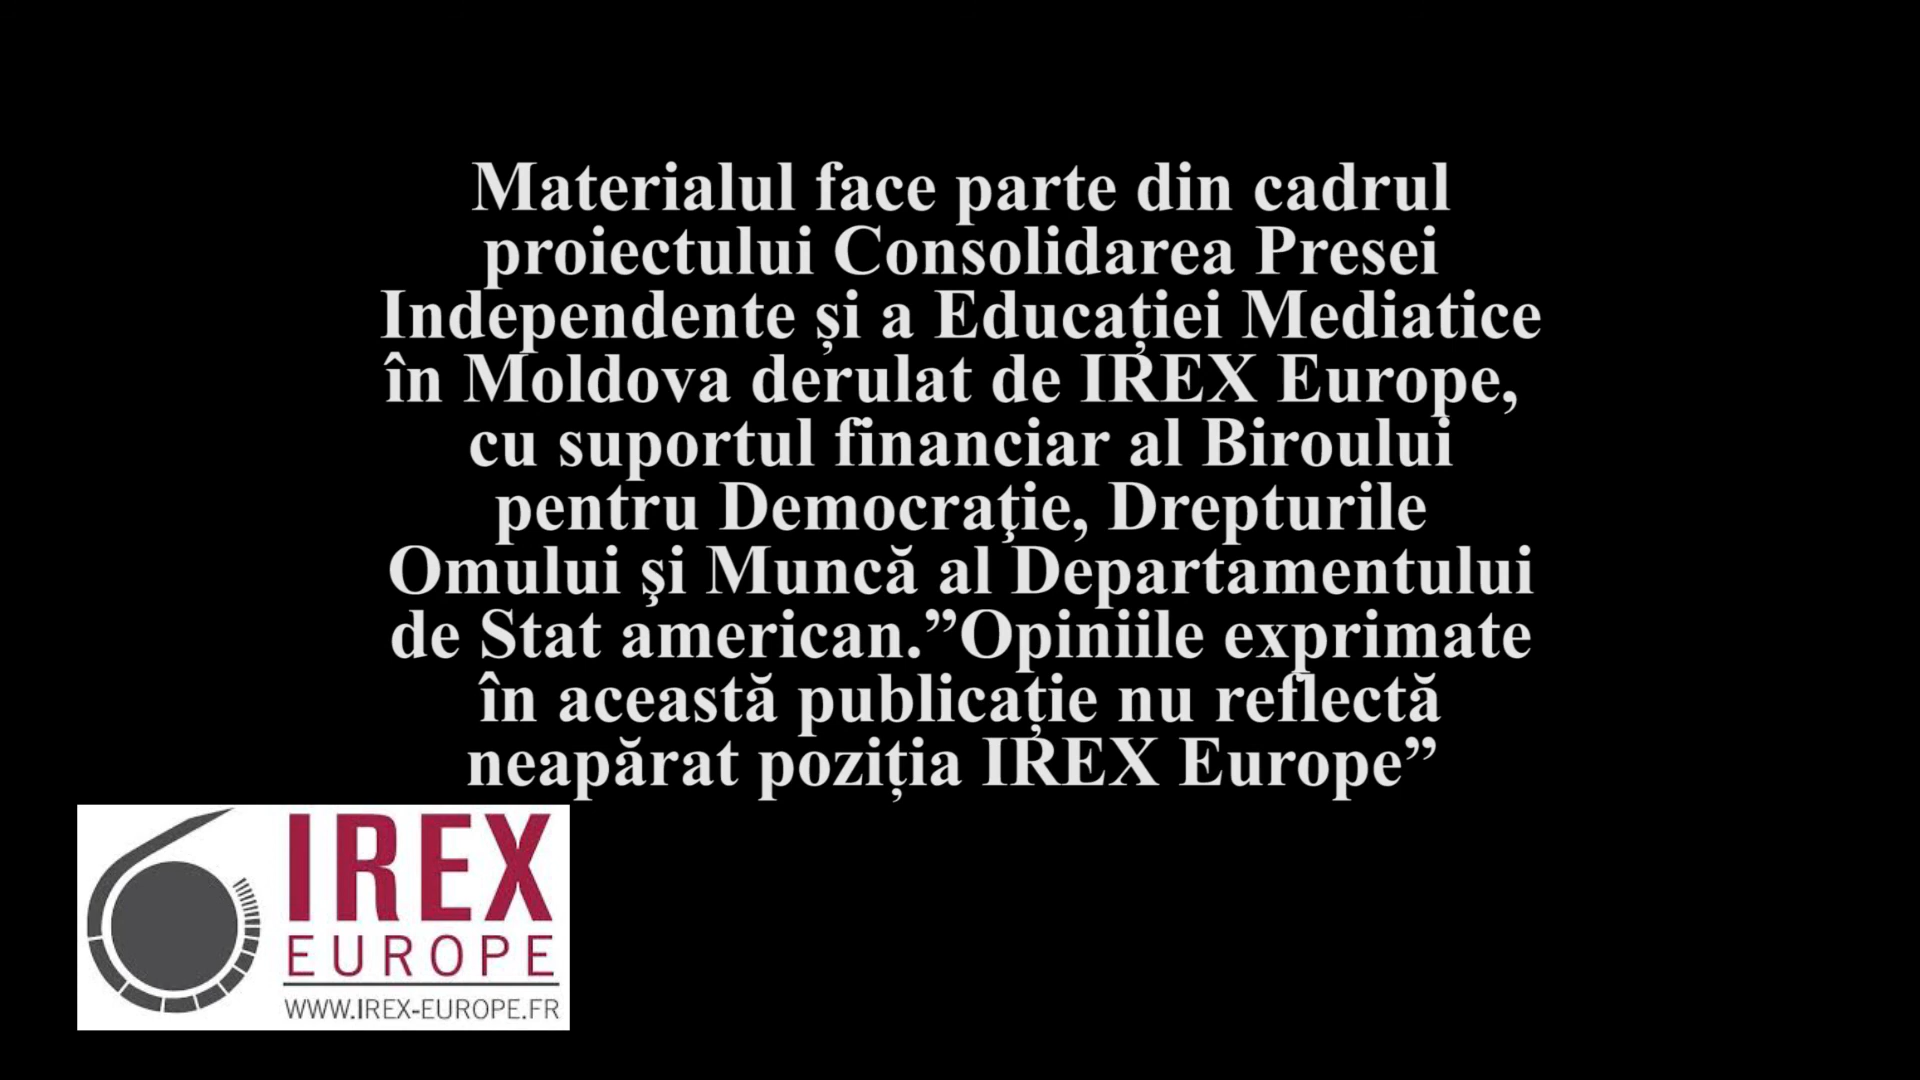 Materialul face parte din cadrul
proiectului Consolidarea Presei
Independente și a Educației Mediatice
în Moldova derulat de IREX Europe,
cu suportul financiar al Biroului
pentru Democraţie, Drepturile
Omului şi Muncă al Departamentului
de Stat american.”Opiniile exprimate
în această publicație nu reflectă
neapărat poziția IREX Europe”
IREX
EUROPE
WWW.IREX-EUROPE.FR